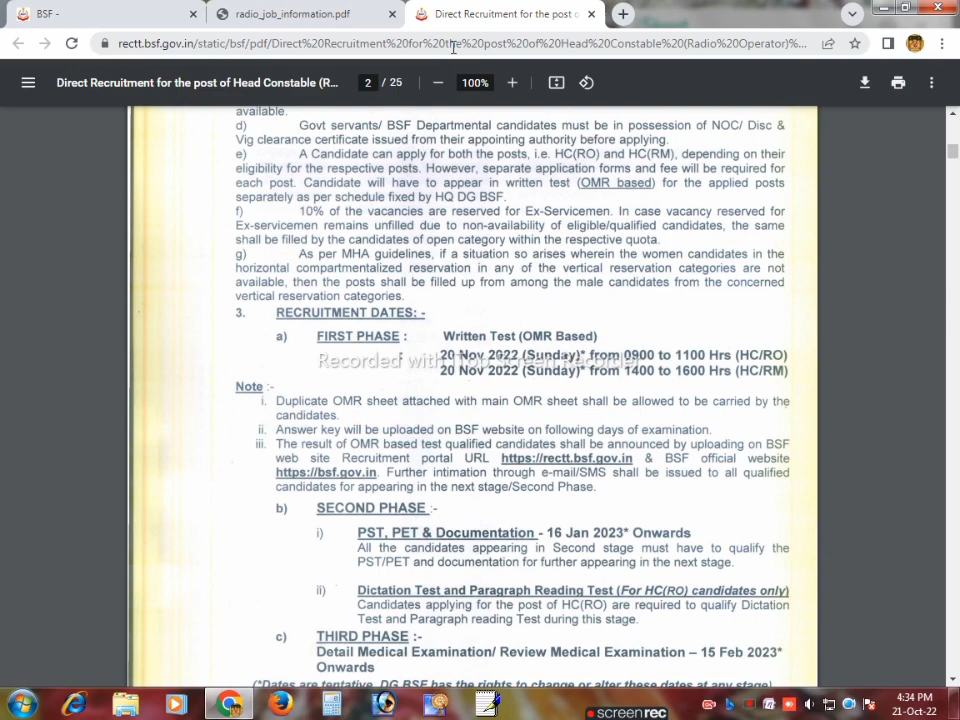 BSF -
radio_job_information.pdf
Direct Recruitment for the post o
rectt.bsf.gov.in/static/bsf/pdf/Direct%20Recruitment%20for%20the%20post%20of%20Head%20Constable%20(Radio%20Operator)%...
Direct Recruitment for the post of Head Constable (R...
2 / 25
100%
available.
d) Govt servants/ BSF Departmental candidates must be in possession of NOC/ Disc &
Vig clearance certificate issued from their appointing authority before applying.
e) A Candidate can apply for both the posts, i.e. HC(RO) and HC(RM), depending on their
eligibility for the respective posts. However, separate application forms and fee will be required for
each post. Candidate will have to appear in written test (OMR based) for the applied posts
separately as per schedule fixed by HQ DG BSF.
f) 10% of the vacancies are reserved for Ex-Servicemen. In case vacancy reserved for
Ex-servicemen remains unfilled due to non-availability of eligible/qualified candidates, the same
shall be filled by the candidates of open category within the respective quota.
g) As per MHA guidelines, if a situation so arises wherein the women candidates in the
horizontal compartmentalized reservation in any of the vertical reservation categories are not
available, then the posts shall be filled up from among the male candidates from the concerned
vertical reservation categories.
3. RECRUITMENT DATES: -
a) FIRST PHASE : Written Test (OMR Based)
: 20 Nov 2022 (Sunday)* from 0900 to 1100 Hrs (HC/RO)
Recorded with iTop Screen Recorder
20 Nov 2022 (Sunday)* from 1400 to 1600 Hrs (HC/RM)
Note :-
i. Duplicate OMR sheet attached with main OMR sheet shall be allowed to be carried by the
candidates.
ii. Answer key will be uploaded on BSF website on following days of examination.
iii. The result of OMR based test qualified candidates shall be announced by uploading on BSF
web site Recruitment portal URL https://rectt.bsf.gov.in & BSF official website
https://bsf.gov.in. Further intimation through e-mail/SMS shall be issued to all qualified
candidates for appearing in the next stage/Second Phase.
b) SECOND PHASE :-
i) PST, PET & Documentation - 16 Jan 2023* Onwards
All the candidates appearing in Second stage must have to qualify the
PST/PET and documentation for further appearing in the next stage.
ii) Dictation Test and Paragraph Reading Test (For HC(RO) candidates only)
Candidates applying for the post of HC(RO) are required to qualify Dictation
Test and Paragraph reading Test during this stage.
c) THIRD PHASE :-
Detail Medical Examination/ Review Medical Examination – 15 Feb 2023*
Onwards
(*Dates are tentative. DG BSF has the rights to change or alter these dates at any stage)
screenrec
4:34 PM
21-Oct-22